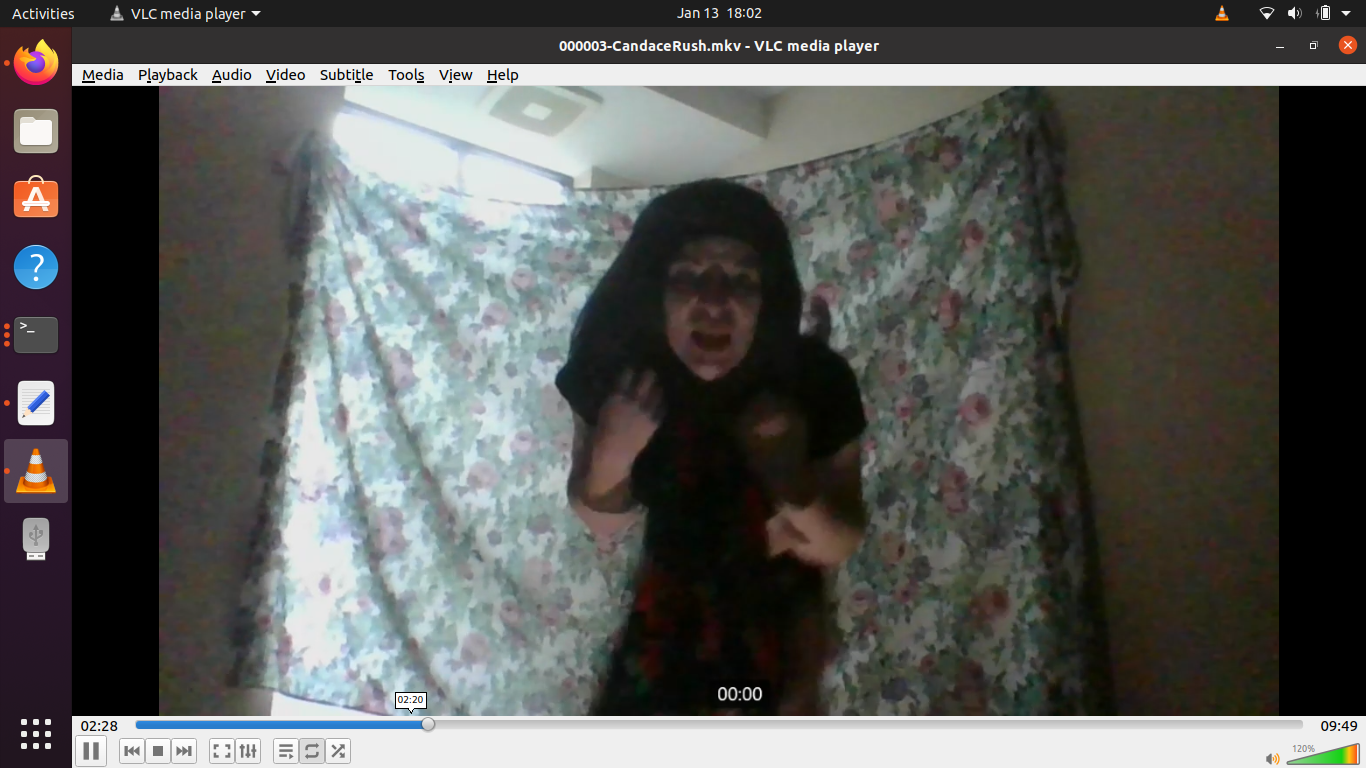 Activities VLC media player Jan 13 18:02
000003-CandaceRush.mkv - VLC media player
Media Playback Audio Video Subtitle Tools View Help
00:00
02:20
02:28 09:49
120%